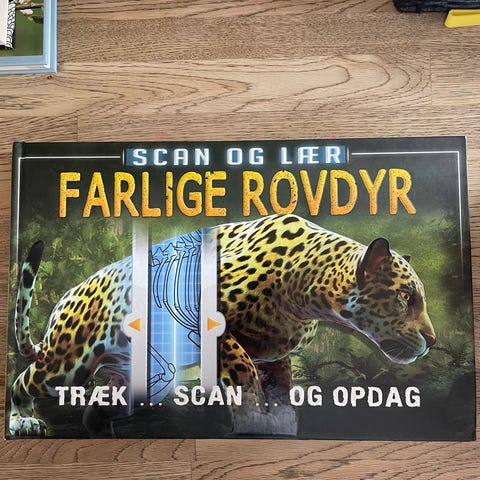 SCAN OG LÆR
FARLIGE ROVDYR
TRÆK ... SCAN ... OG OPDAG